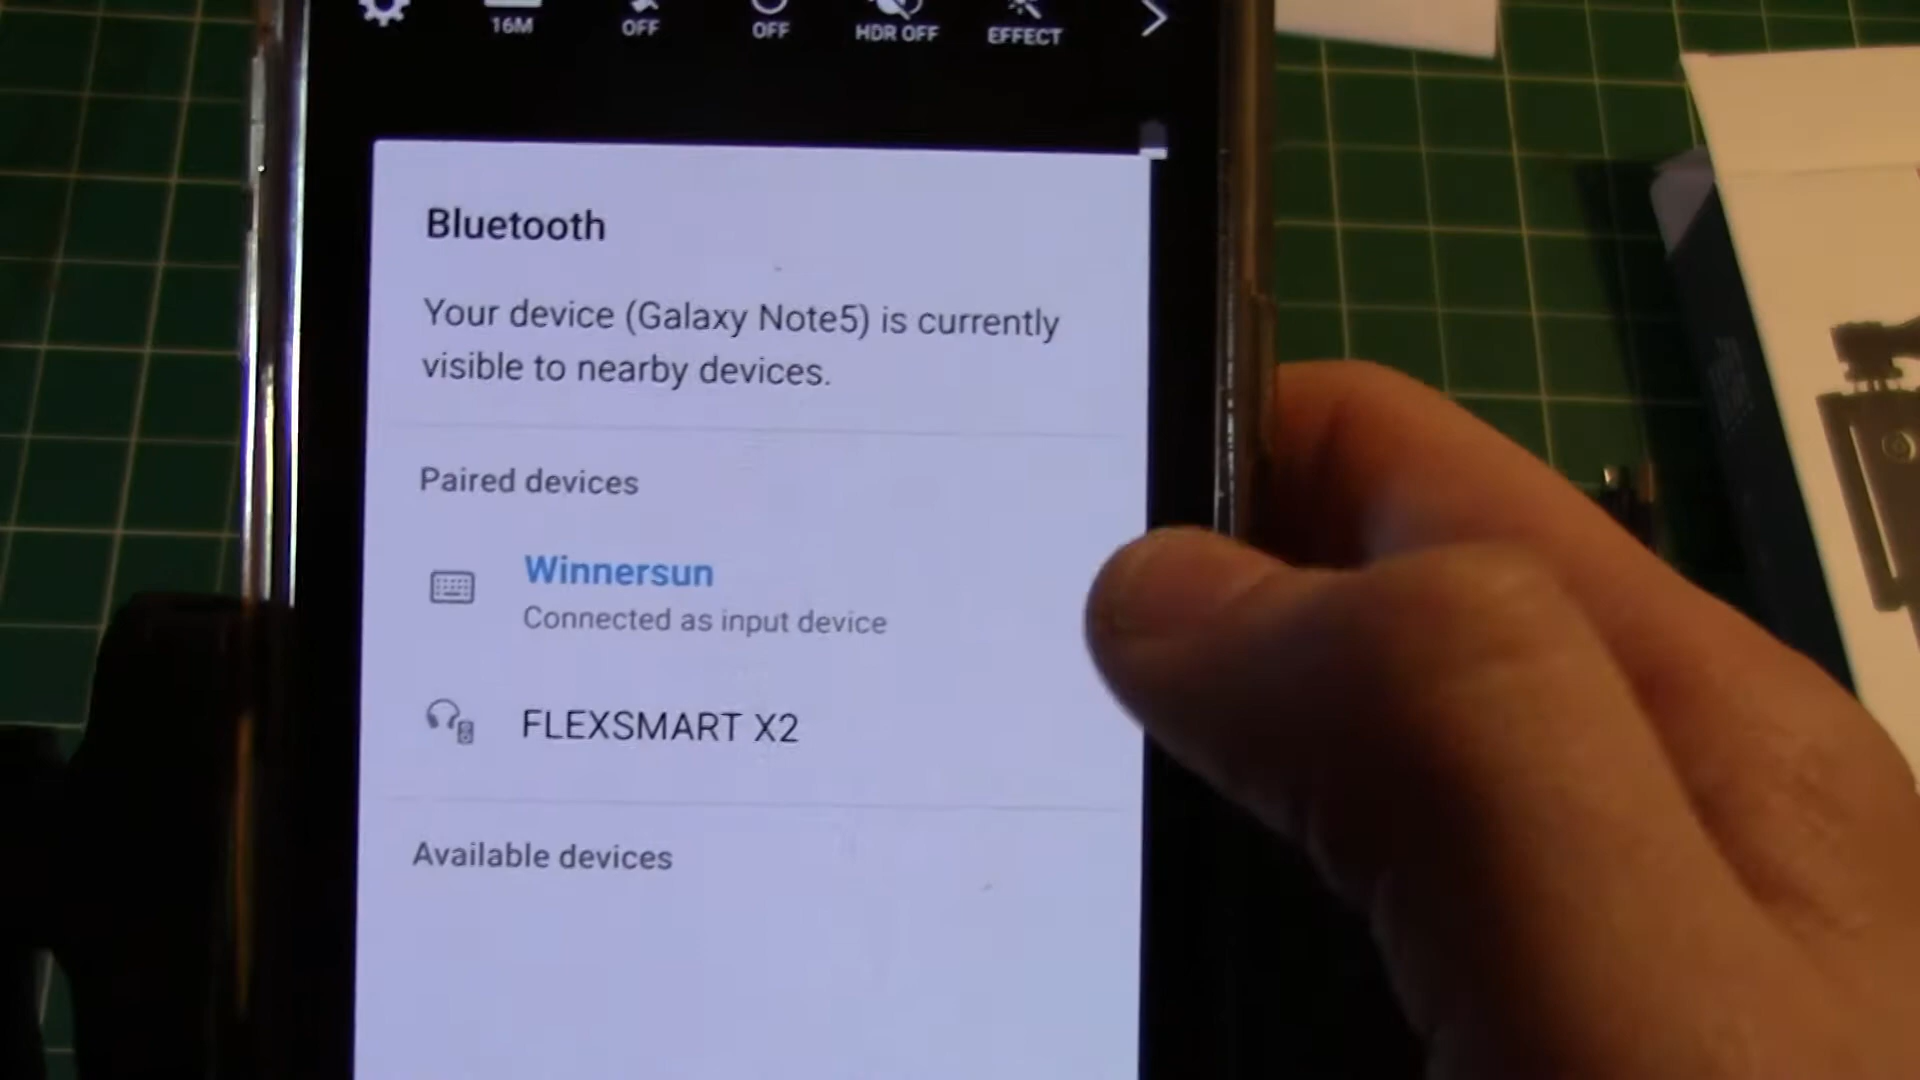 16M OFF OFF HDR OFF EFFECT
Bluetooth
Your device (Galaxy Note5) is currently
visible to nearby devices.
Paired devices
Winnersun
Connected as input device
FLEXSMART X2
Available devices